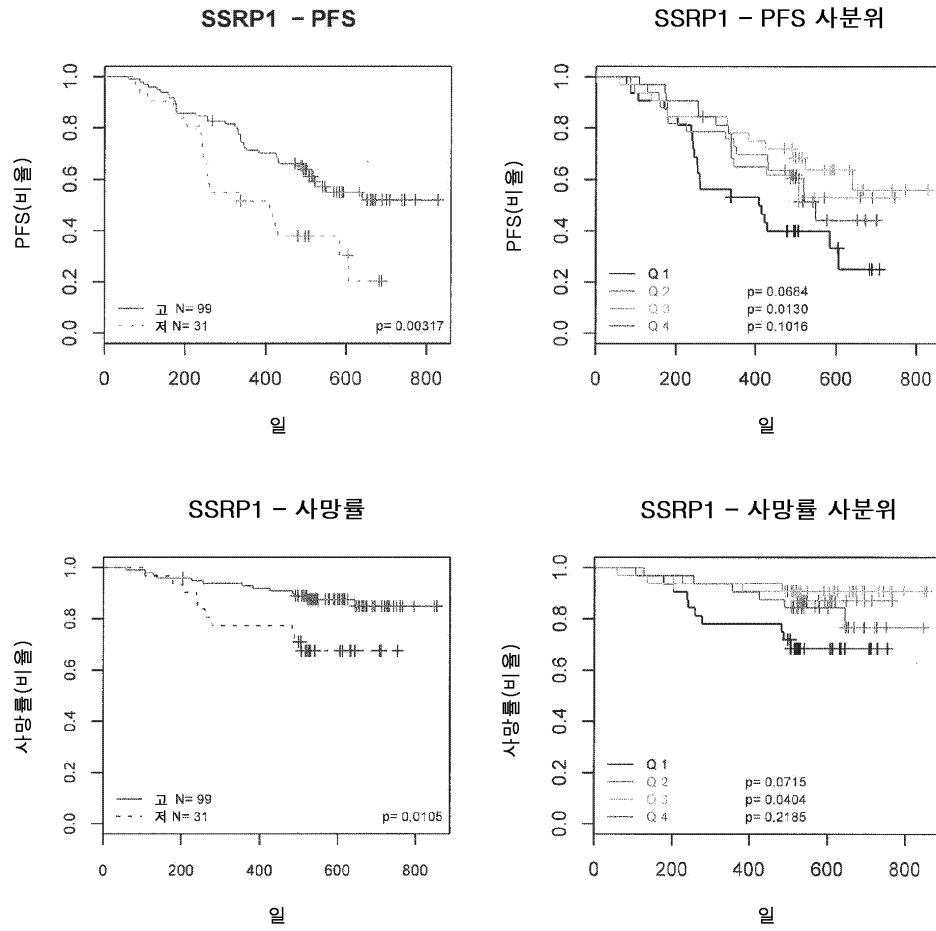 SSRP1 – PFS
PFS(비율)
1.0
0.8
0.6
0.4
0.2
0.0
고 N= 99
저 N= 31
p= 0.00317
0 200 400 600 800
일
SSRP1 – PFS 사분위
PFS(비율)
1.0
0.8
0.6
0.4
0.2
0.0
Q 1
Q 2 p= 0.0684
Q 3 p= 0.0130
Q 4 p= 0.1016
0 200 400 600 800
일
SSRP1 – 사망률
사망률(비율)
1.0
0.8
0.6
0.4
0.2
0.0
고 N= 99
저 N= 31
p= 0.0105
0 200 400 600 800
일
SSRP1 – 사망률 사분위
사망률(비율)
1.0
0.8
0.6
0.4
0.2
0.0
Q 1
Q 2 p= 0.0715
Q 3 p= 0.0404
Q 4 p= 0.2185
0 200 400 600 800
일